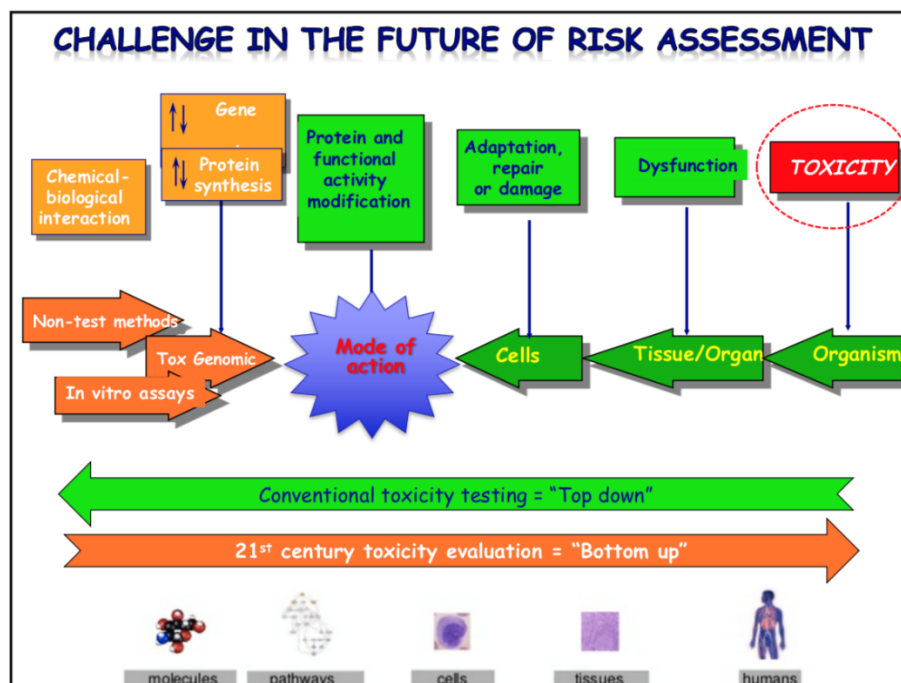 CHALLENGE IN THE FUTURE OF RISK ASSESSMENT
Chemical-
biological
interaction
Gene
Protein
synthesis
Protein and
functional
activity
modification
Adaptation,
repair
or damage
Dysfunction
TOXICITY
Non-test methods
Tox Genomic
In vitro assays
Mode of
action
Cells
Tissue/Organ
Organism
Conventional toxicity testing = “Top down”
21st century toxicity evaluation = “Bottom up”
molecules
pathways
cells
tissues
humans